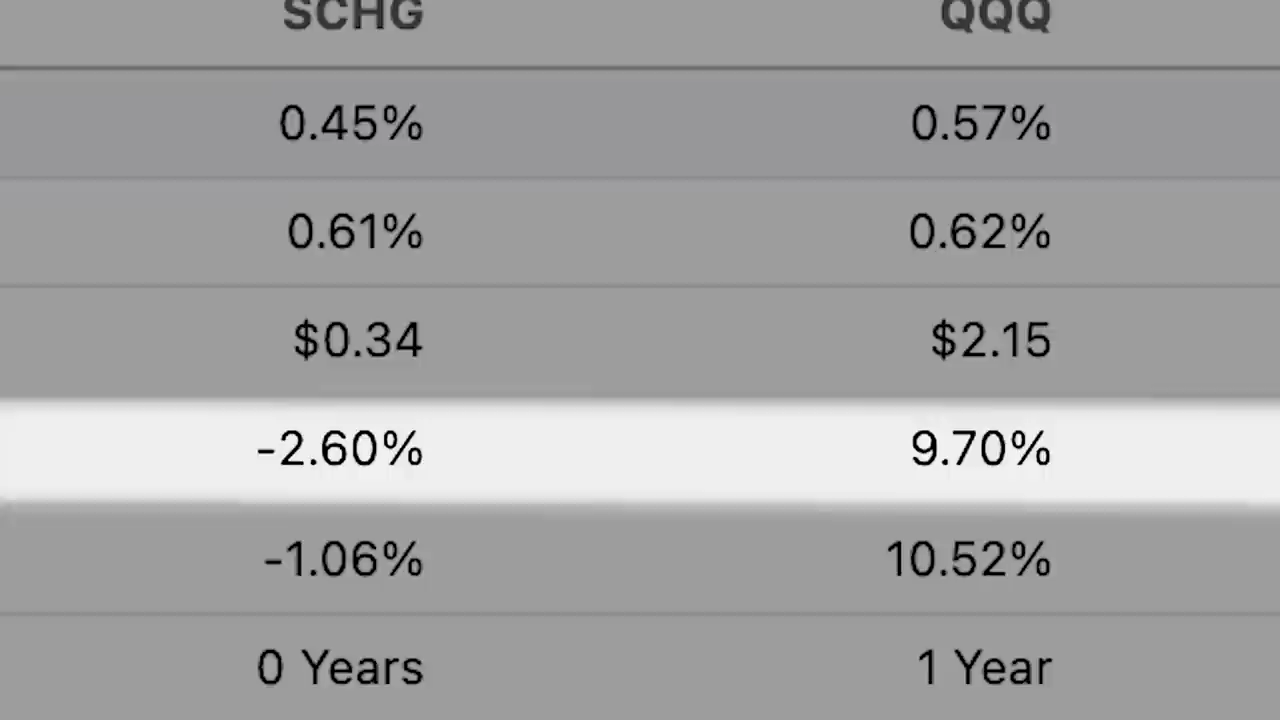 SCHG QQQ
0.45% 0.57%
0.61% 0.62%
$0.34 $2.15
-2.60% 9.70%
-1.06% 10.52%
0 Years 1 Year